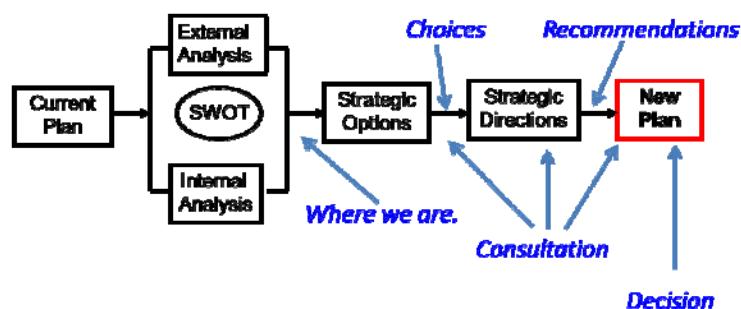 External
Analysis
Choices
Recommendations
Current
Plan
SWOT
Strategic
Options
Strategic
Directions
New
Plan
Internal
Analysis
Where we are.
Consultation
Decision